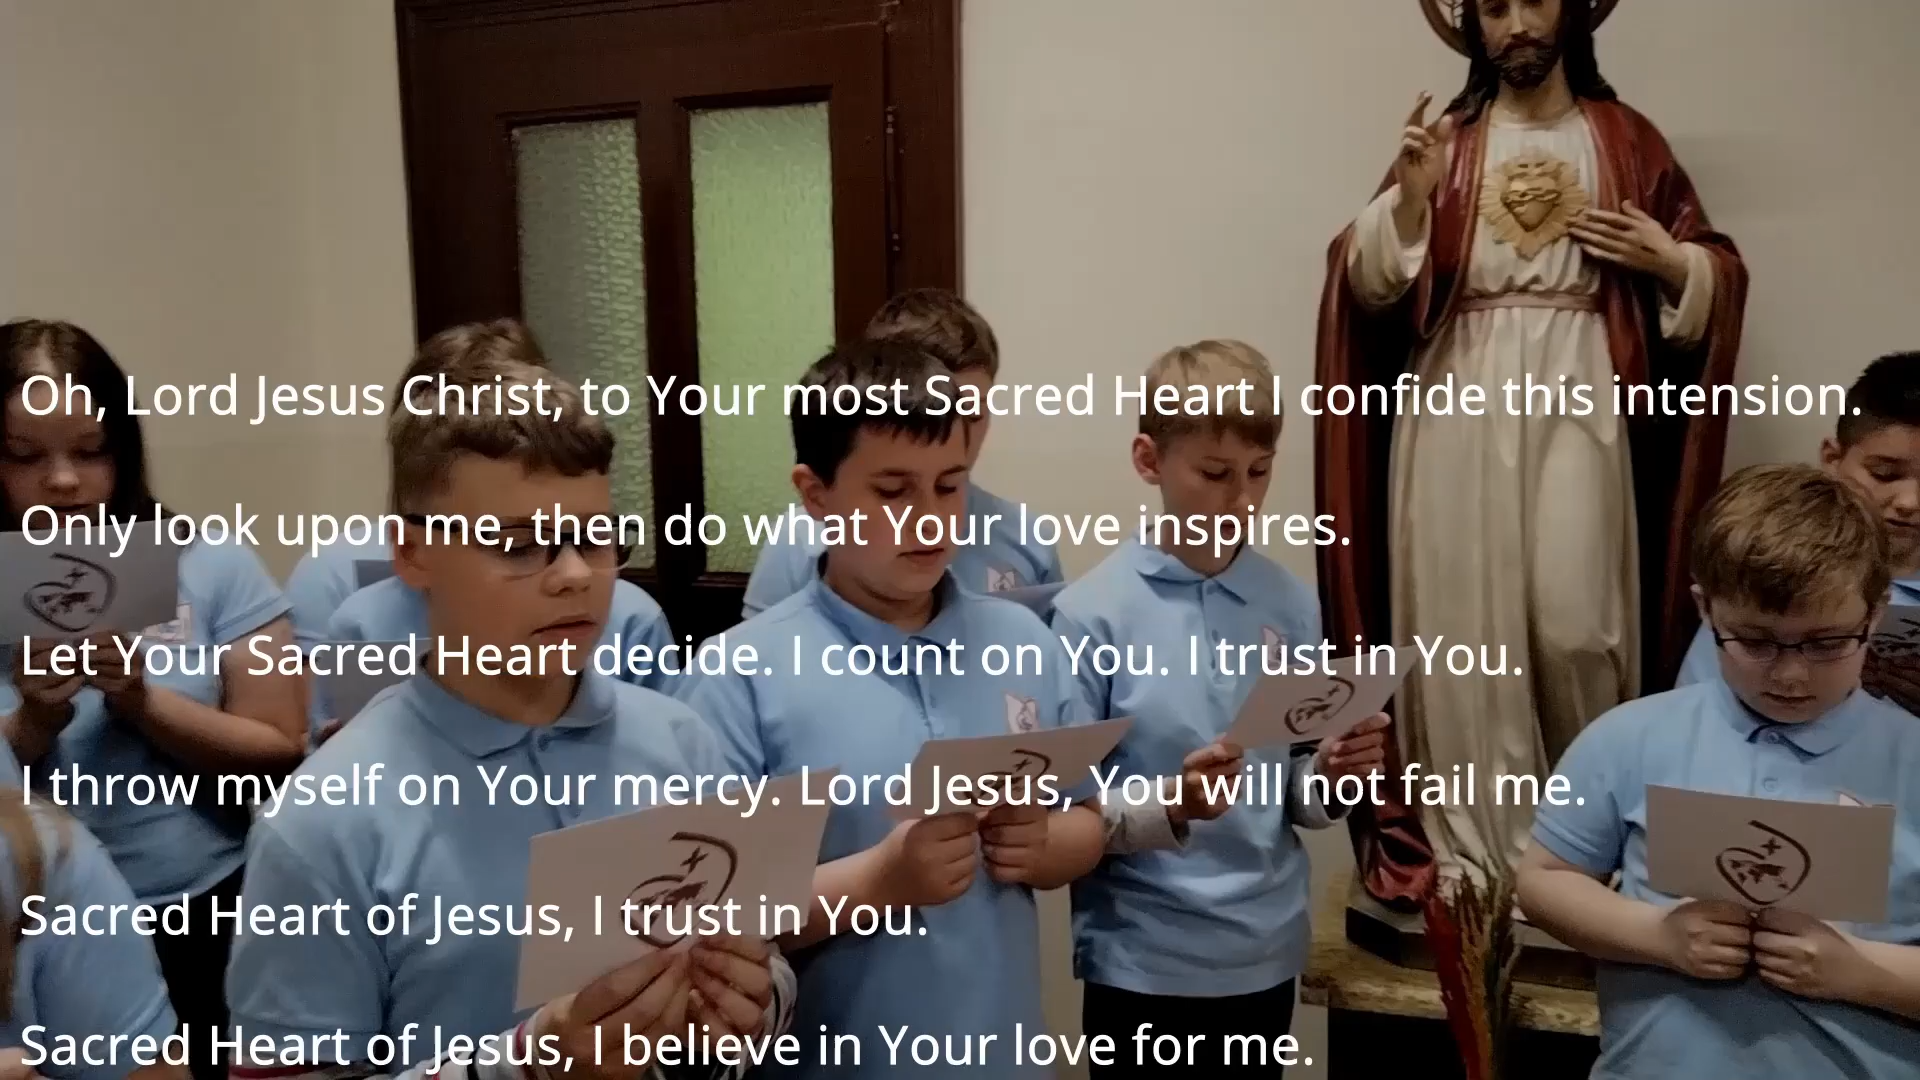 Oh, Lord Jesus Christ, to Your most Sacred Heart I confide this intension.
Only look upon me, then do what Your love inspires.
Let Your Sacred Heart decide. I count on You. I trust in You.
I throw myself on Your mercy. Lord Jesus, You will not fail me.
Sacred Heart of Jesus, I trust in You.
Sacred Heart of Jesus, I believe in Your love for me.